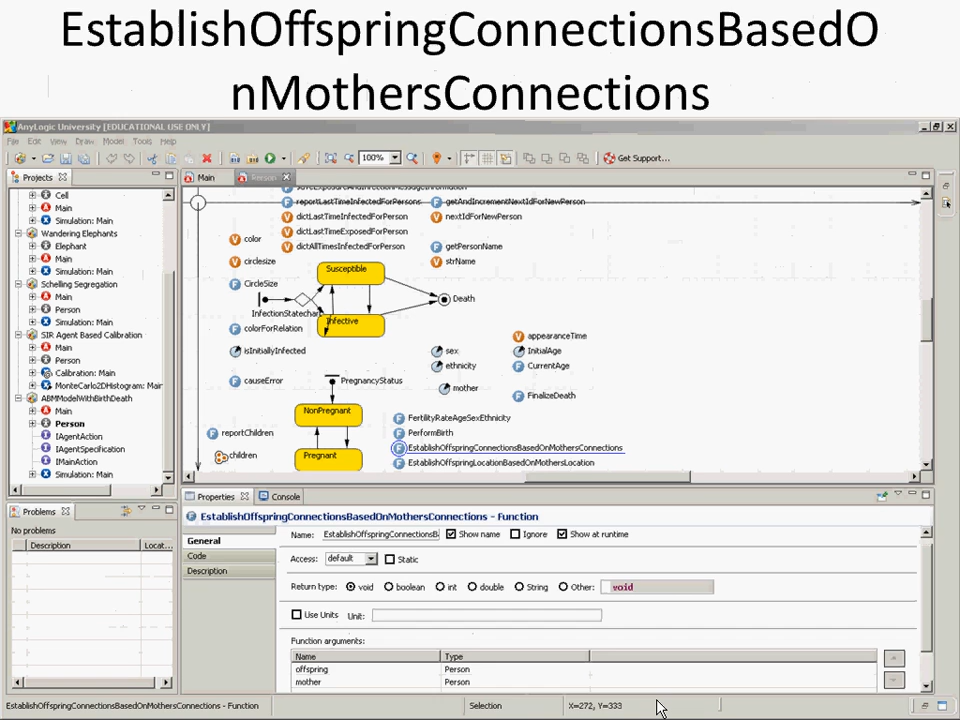 EstablishOffspringConnectionsBasedO
nMothersConnections
AnyLogic University [EDUCATIONAL USE ONLY]
File Edit View Draw Model Tools Help
100% Get Support...
Projects
Main Person
Cell
Main
Simulation: Main
Wandering Elephants
Elephant
Main
Simulation: Main
Schelling Segregation
Main
Person
Simulation: Main
SIR Agent Based Calibration
Main
Person
Calibration: Main
MonteCarlo2DHistogram: Mair
ABMModelWithBirthDeath
Main
Person
IAgentAction
IAgentSpecification
IMainAction
Simulation: Main
reportLastTimeInfectedForPersons getAndIncrementNextIdForNewPerson
dictLastTimeInfectedForPerson nextIdForNewPerson
dictLastTimeExposedForPerson
color
dictAllTimesInfectedForPerson getPersonName
circlesize strName
Susceptible
CircleSize
Death
InfectionStatechart
Infective
colorForRelation
appearanceTime
isInitiallyInfected sex InitialAge
ethnicity CurrentAge
causeError PregnancyStatus
mother
FinalizeDeath
NonPregnant
FertilityRateAgeSexEthnicity
reportChildren PerformBirth
EstablishOffspringConnectionsBasedOnMothersConnections
children Pregnant
EstablishOffspringLocationBasedOnMothersLocation
Problems
No problems
Description Locat...
Properties Console
EstablishOffspringConnectionsBasedOnMothersConnections - Function
General
Code
Description
Name: EstablishOffspringConnectionsB Show name Ignore Show at runtime
Access: default Static
Return type: void boolean int double String Other: void
Use Units Unit:
Function arguments:
Name Type
offspring Person
mother Person
EstablishOffspringConnectionsBasedOnMothersConnections - Function Selection X=272, Y=333